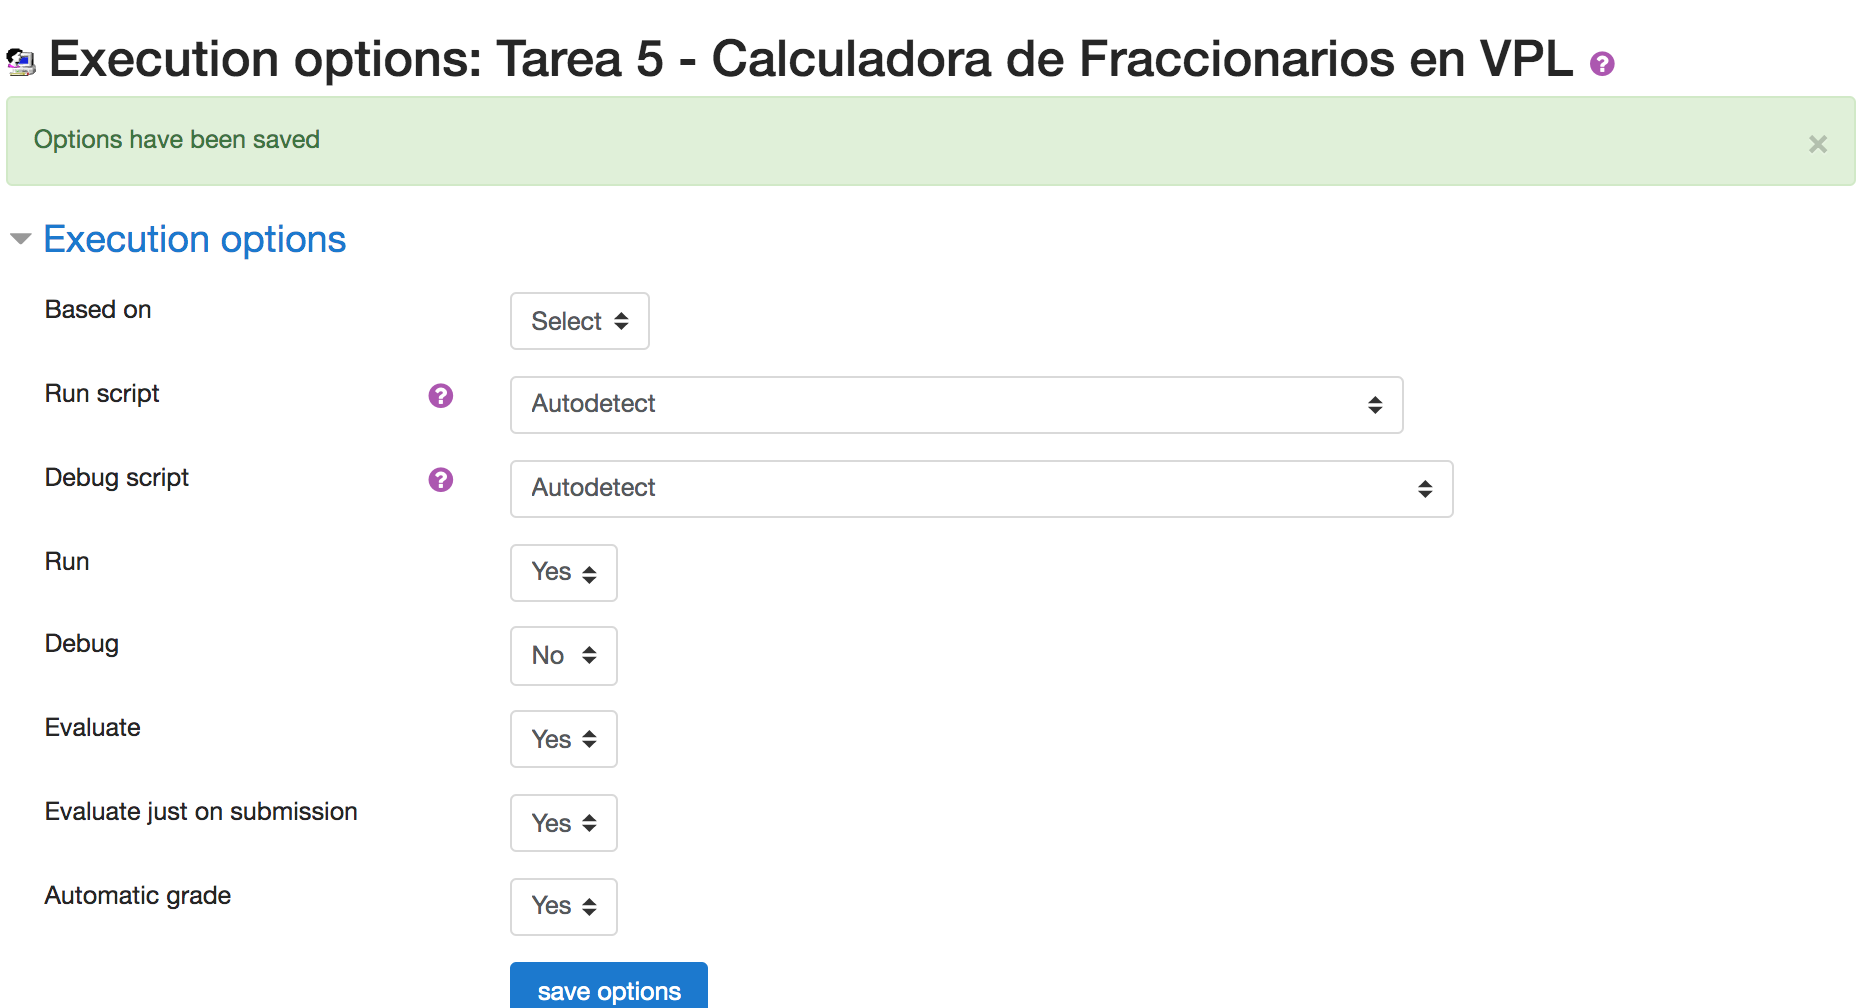 Execution options: Tarea 5 - Calculadora de Fraccionarios en VPL ?
Options have been saved ×
Execution options
Based on Select
Run script ? Autodetect
Debug script ? Autodetect
Run Yes
Debug No
Evaluate Yes
Evaluate just on submission Yes
Automatic grade Yes
save options